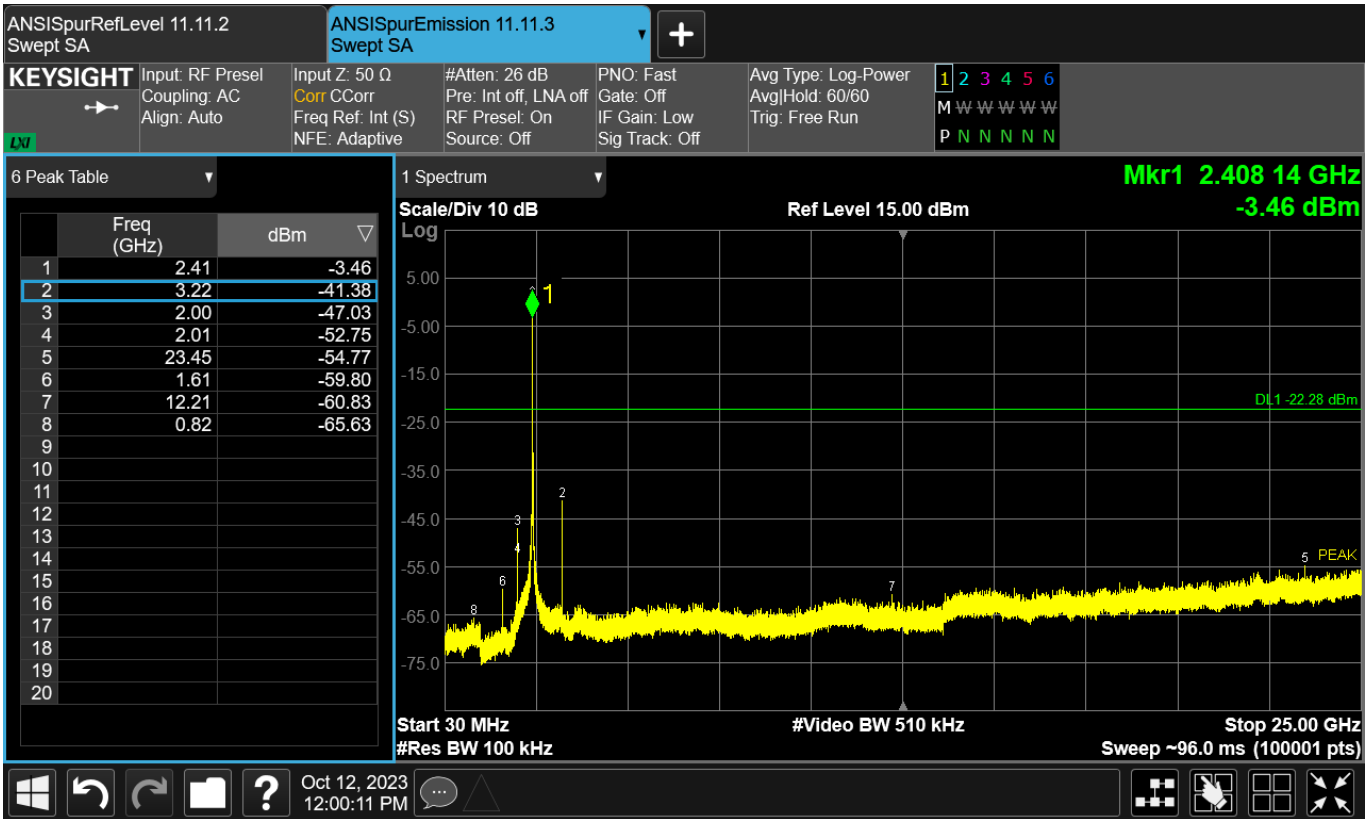 ANSISpurRefLevel 11.11.2
Swept SA
ANSISpurEmission 11.11.3
Swept SA
KEYSIGHT
LXI
Input: RF Presel
Coupling: AC
Align: Auto
Input Z: 50 Ω
Corr CCorr
Freq Ref: Int (S)
NFE: Adaptive
#Atten: 26 dB
Pre: Int off, LNA off
RF Presel: On
Source: Off
PNO: Fast
Gate: Off
IF Gain: Low
Sig Track: Off
Avg Type: Log-Power
Avg|Hold: 60/60
Trig: Free Run
1 2 3 4 5 6
M W W W W W W
P N N N N N
6 Peak Table
Freq (GHz) dBm
1 2.41 -3.46
2 3.22 -41.38
3 2.00 -47.03
4 2.01 -52.75
5 23.45 -54.77
6 1.61 -59.80
7 12.21 -60.83
8 0.82 -65.63
9
10
11
12
13
14
15
16
17
18
19
20
1 Spectrum
Mkr1 2.408 14 GHz
-3.46 dBm
Scale/Div 10 dB
Ref Level 15.00 dBm
Log
5.00
-5.00
-15.0
-25.0
-35.0
-45.0
-55.0
-65.0
-75.0
1
DL1 -22.28 dBm
2
3
4
5
PEAK
6
7
8
Start 30 MHz
#Video BW 510 kHz
Stop 25.00 GHz
#Res BW 100 kHz
Sweep ~96.0 ms (100001 pts)
?
Oct 12, 2023
12:00:11 PM